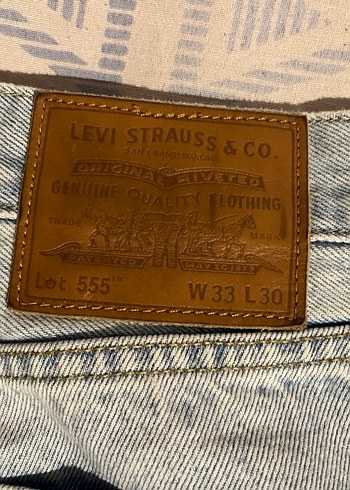 LEVI STRAUSS & CO.
SAN FRANCISCO, CAL.
ORIGINAL RIVETED
GENUINE QUALITY CLOTHING
TRADE MARK
PATENTED MAY 20 1873
Lot 555™ W33 L30